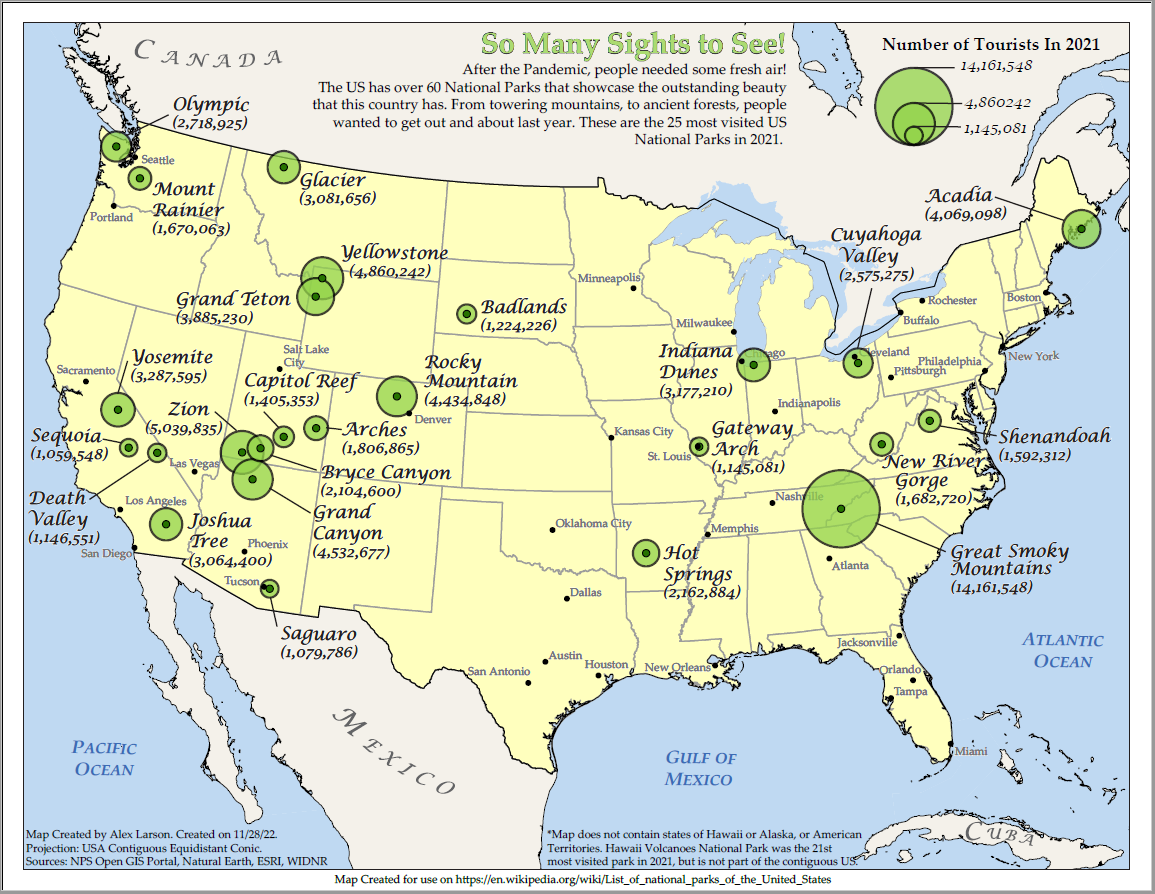 CANADA
So Many Sights to See!
After the Pandemic, people needed some fresh air!
The US has over 60 National Parks that showcase the outstanding beauty
that this country has. From towering mountains, to ancient forests, people
wanted to get out and about last year. These are the 25 most visited US
National Parks in 2021.
Number of Tourists In 2021
14,161,548
4,860242
1,145,081
Olympic
(2,718,925)
Seattle
Mount
Rainier
(1,670,063)
Portland
Glacier
(3,081,656)
Yellowstone
(4,860,242)
Grand Teton
(3,885,230)
Badlands
(1,224,226)
Minneapolis
Milwaukee
Acadia
(4,069,098)
Cuyahoga
Valley
(2,575,275)
Rochester
Buffalo
Boston
New York
Philadelphia
Pittsburgh
Cleveland
Chicago
Indiana
Dunes
(3,177,210)
Indianapolis
Yosemite
(3,287,595)
Sacramento
Salt Lake
City
Capitol Reef
(1,405,353)
Rocky
Mountain
(4,434,848)
Denver
Zion
(5,039,835)
Arches
(1,806,865)
Sequoia
(1,059,548)
Las Vegas
Bryce Canyon
(2,104,600)
Death
Valley
(1,146,551)
Los Angeles
Grand
Canyon
(4,532,677)
Joshua
Tree
(3,064,400)
Phoenix
San Diego
Tucson
Saguaro
(1,079,786)
Kansas City
St. Louis
Gateway
Arch
(1,145,081)
Shenandoah
(1,592,312)
New River
Gorge
(1,682,720)
Nashville
Memphis
Oklahoma City
Hot
Springs
(2,162,884)
Great Smoky
Mountains
(14,161,548)
Atlanta
Dallas
Austin
Houston
San Antonio
New Orleans
Jacksonville
Orlando
Tampa
Miami
ATLANTIC
OCEAN
PACIFIC
OCEAN
MEXICO
GULF OF
MEXICO
CUBA
Map Created by Alex Larson. Created on 11/28/22.
Projection: USA Contiguous Equidistant Conic.
Sources: NPS Open GIS Portal, Natural Earth, ESRI, WIDNR
*Map does not contain states of Hawaii or Alaska, or American
Territories. Hawaii Volcanoes National Park was the 21st
most visited park in 2021, but is not part of the contiguous US.
Map Created for use on https://en.wikipedia.org/wiki/List_of_national_parks_of_the_United_States